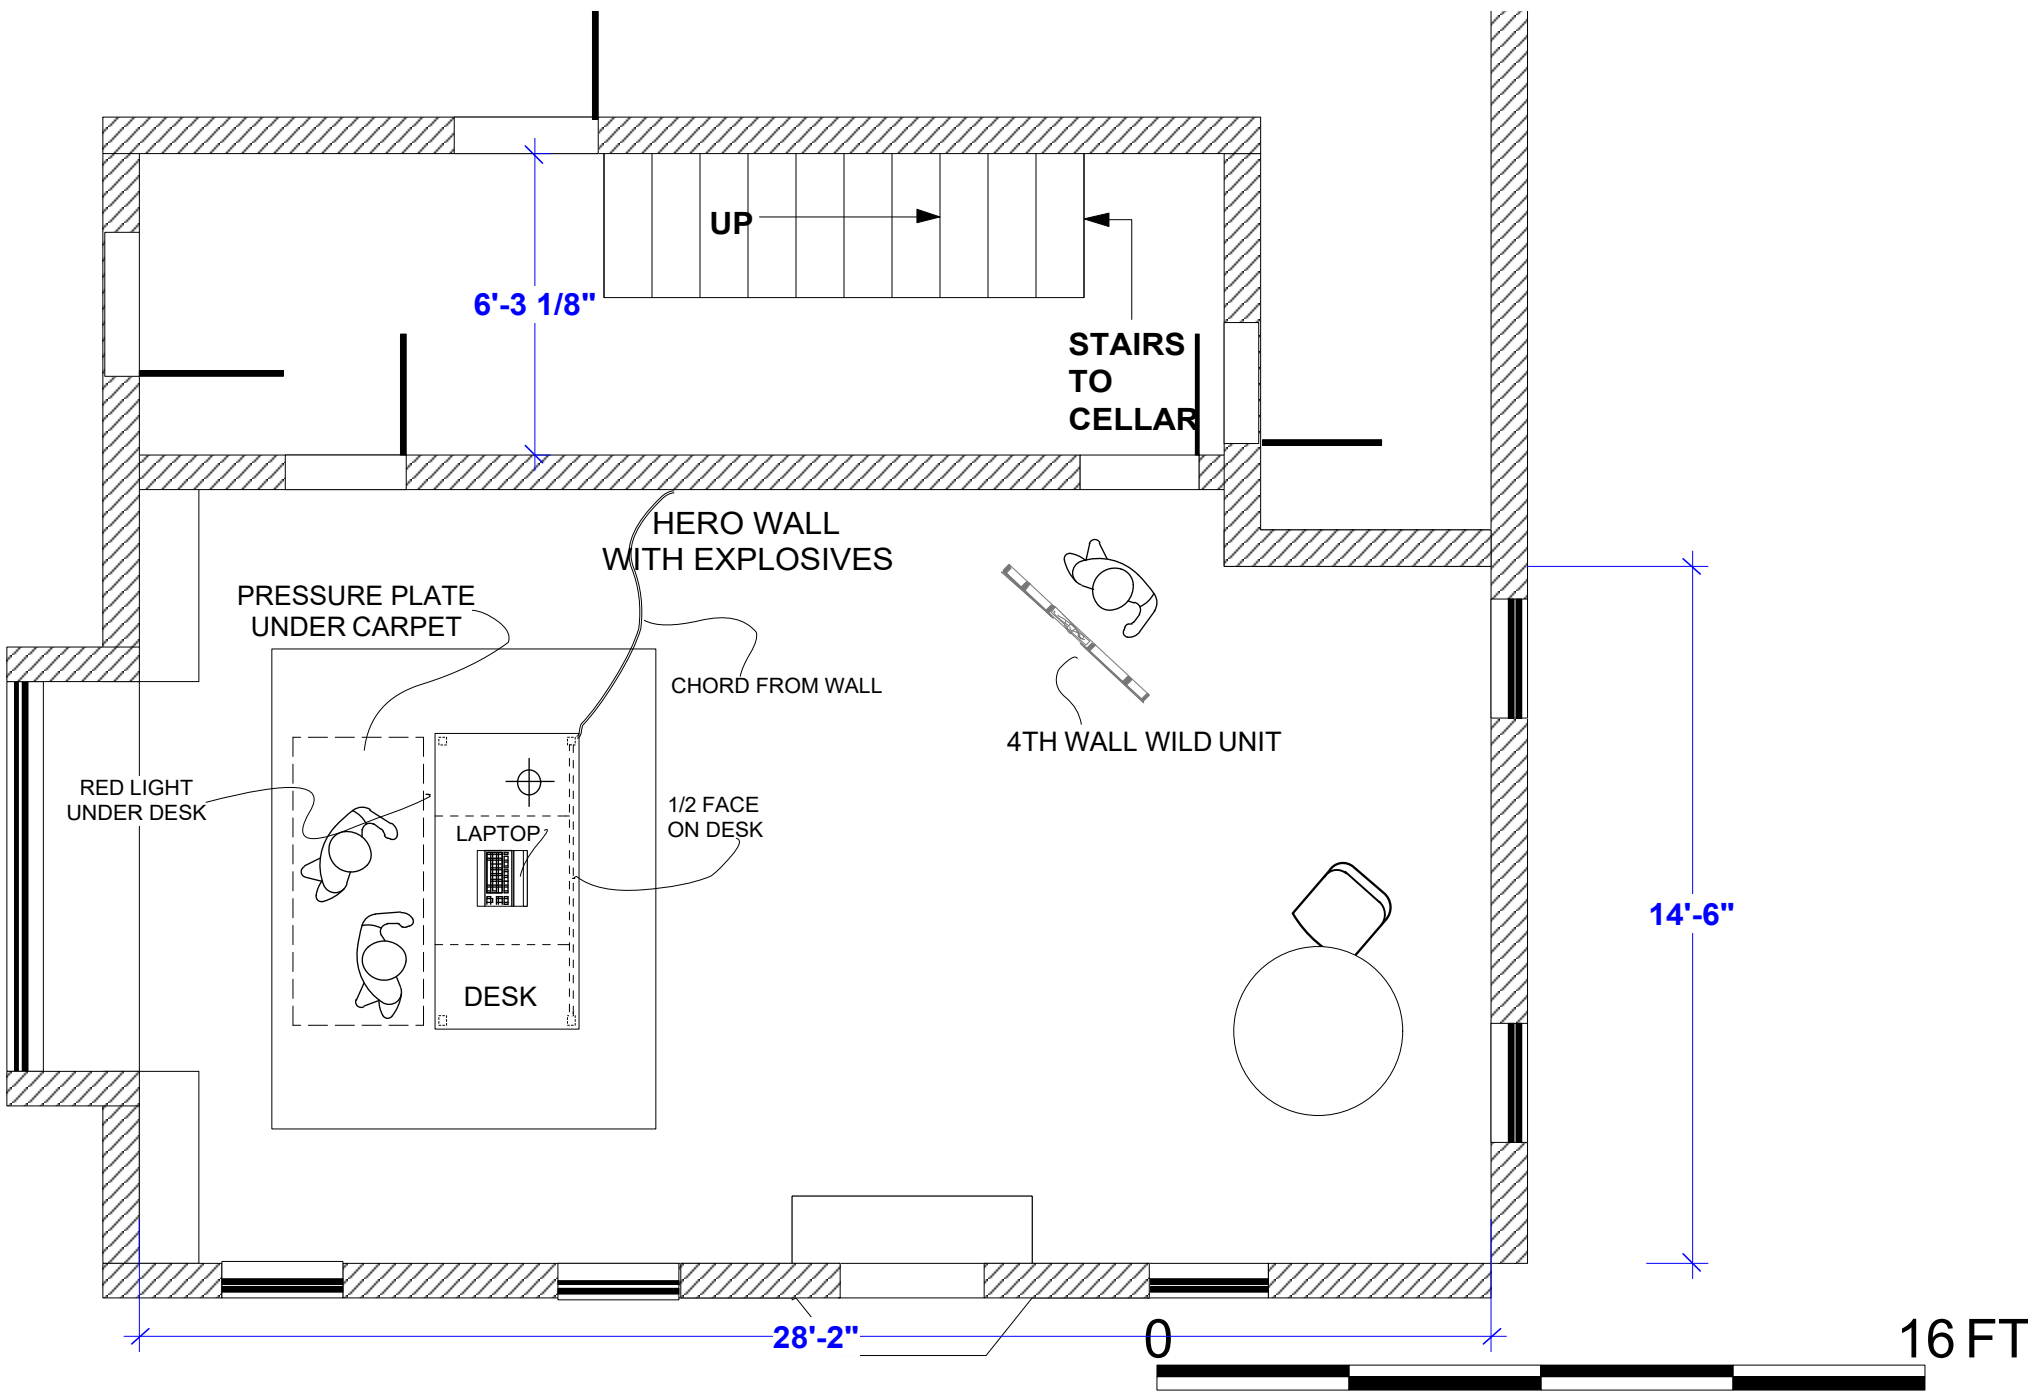 UP
6'-3 1/8"
STAIRS
TO
CELLAR
HERO WALL
WITH EXPLOSIVES
PRESSURE PLATE
UNDER CARPET
CHORD FROM WALL
4TH WALL WILD UNIT
RED LIGHT
UNDER DESK
LAPTOP
1/2 FACE
ON DESK
14'-6"
DESK
28'-2"
0
16 FT